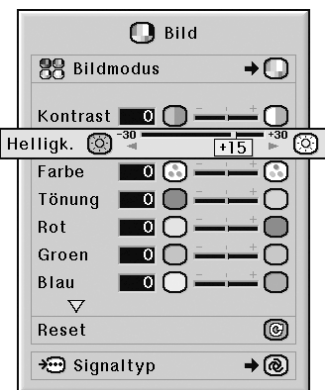 Bild
Bildmodus
Kontrast 0 - +
Helligk. -30 +15 +30
Farbe 0 - +
Tönung 0 - +
Rot 0 - +
Groen 0 - +
Blau 0 - +
Reset
Signaltyp